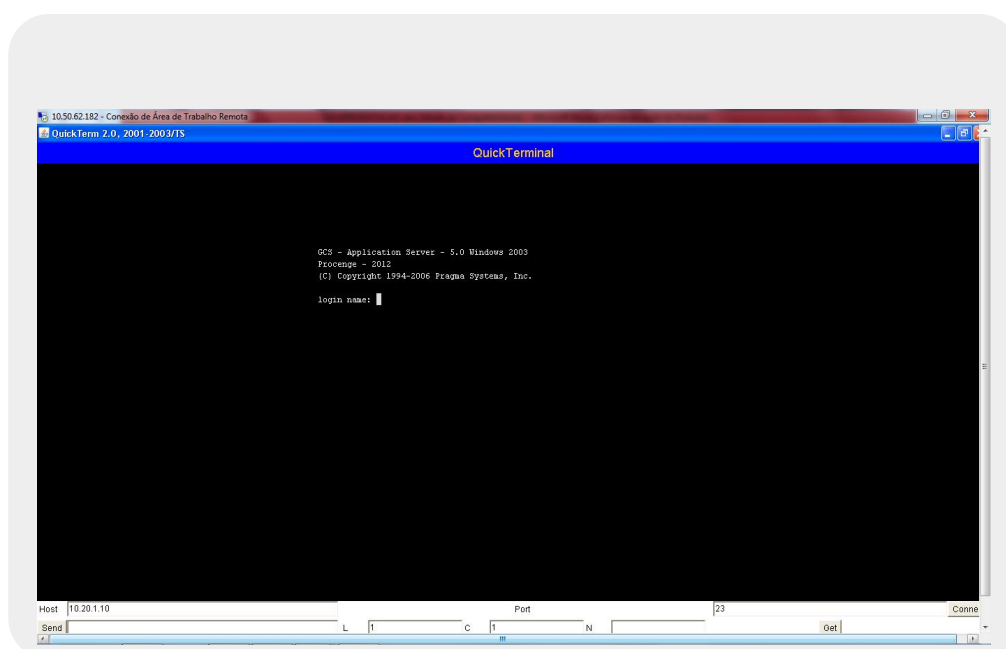 10.50.62.182 - Conexão de Área de Trabalho Remota
QuickTerm 2.0, 2001-2003/TS
QuickTerminal
GCS - Application Server - 5.0 Windows 2003
Procenge - 2012
(C) Copyright 1994-2006 Pragma Systems, Inc.
login name:
Host 10.20.1.10 Port 23 Conne
Send L 1 C 1 N Get